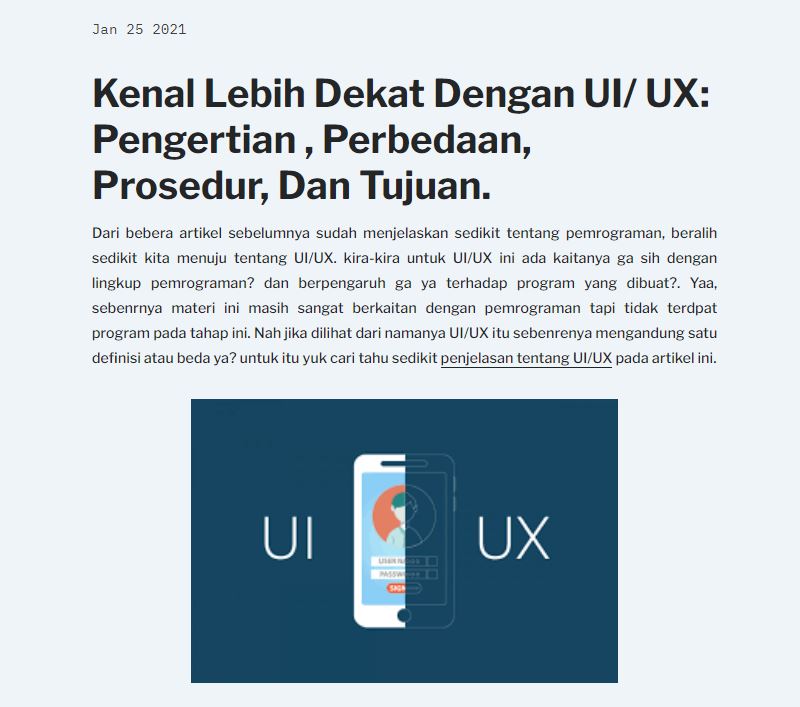 Jan 25 2021
Kenal Lebih Dekat Dengan UI/ UX:
Pengertian , Perbedaan,
Prosedur, Dan Tujuan.
Dari bebera artikel sebelumnya sudah menjelaskan sedikit tentang pemrograman, beralih
sedikit kita menuju tentang UI/UX. kira-kira untuk UI/UX ini ada kaitanya ga sih dengan
lingkup pemrograman? dan berpengaruh ga ya terhadap program yang dibuat?. Yaa,
sebenrnya materi ini masih sangat berkaitan dengan pemrograman tapi tidak terdpat
program pada tahap ini. Nah jika dilihat dari namanya UI/UX itu sebenrenya mengandung satu
definisi atau beda ya? untuk itu yuk cari tahu sedikit penjelasan tentang UI/UX pada artikel ini.
UI
UX